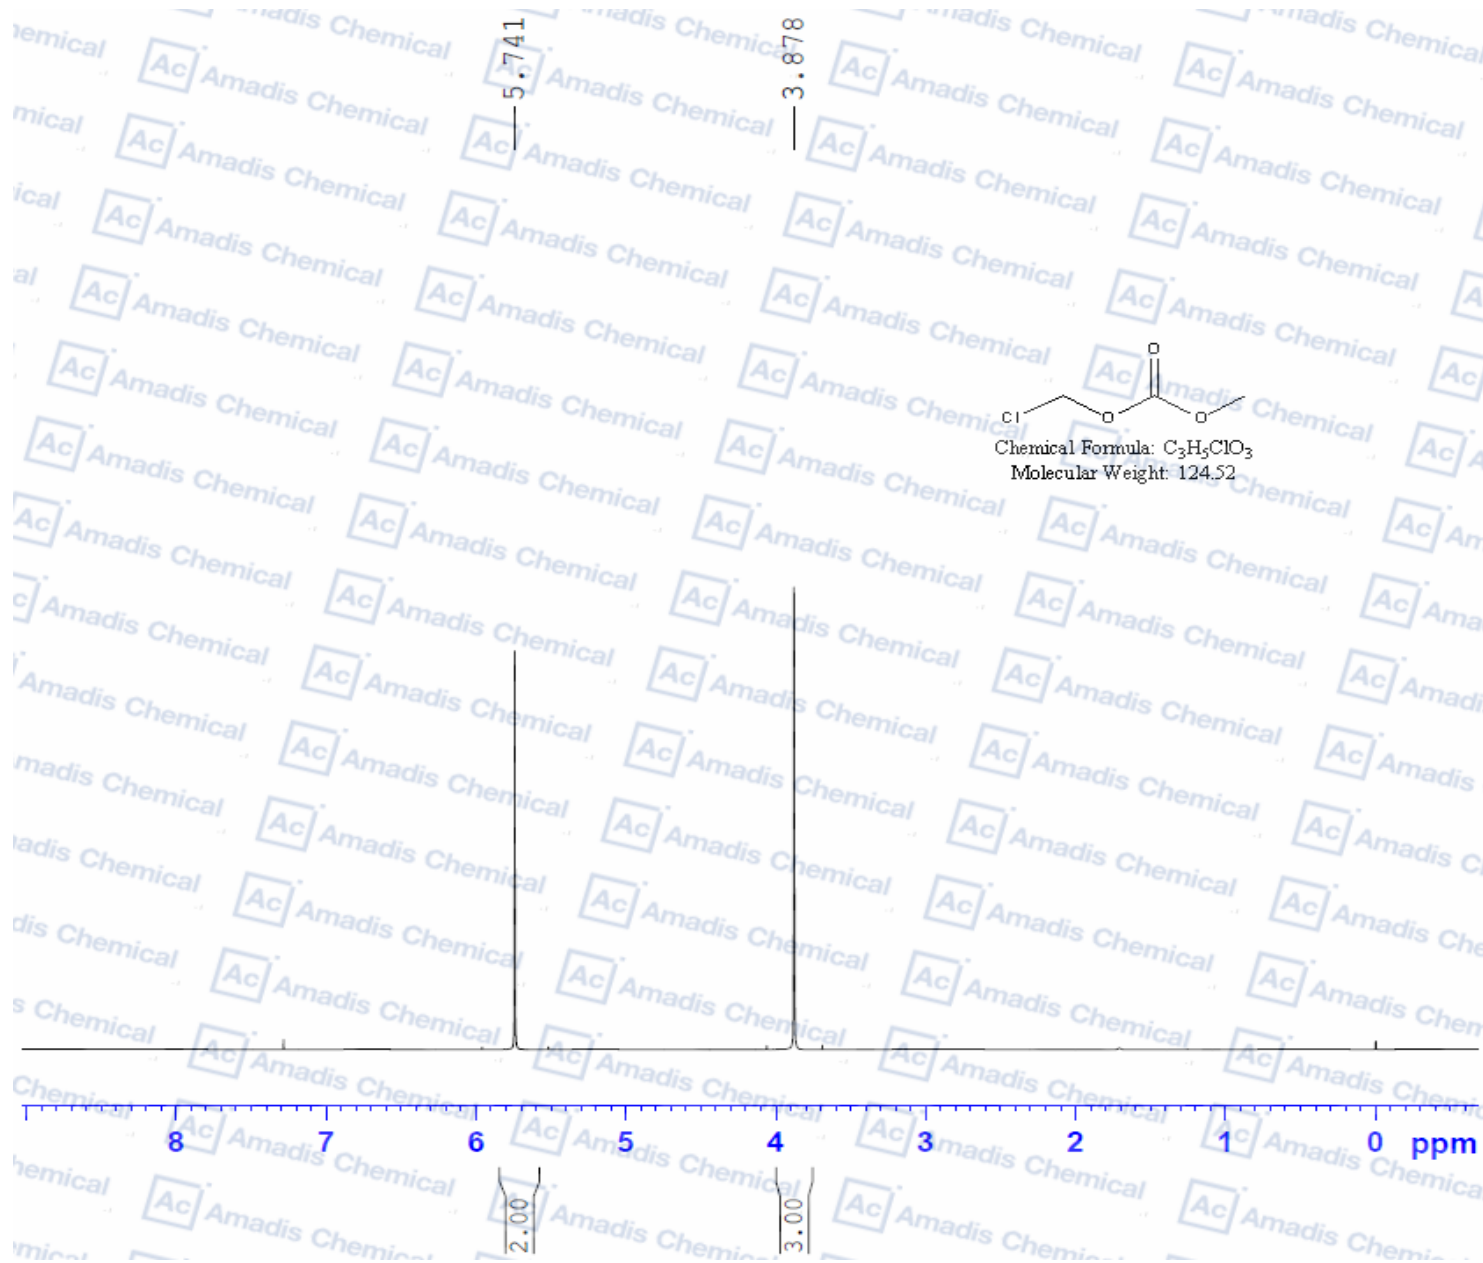 5.741
3.878
O
Cl
O
O
Chemical Formula: C₃H₅ClO₃
Molecular Weight: 124.52
8 7 6 5 4 3 2 1 0 ppm
2.00
3.00
Ac Amadis Chemical